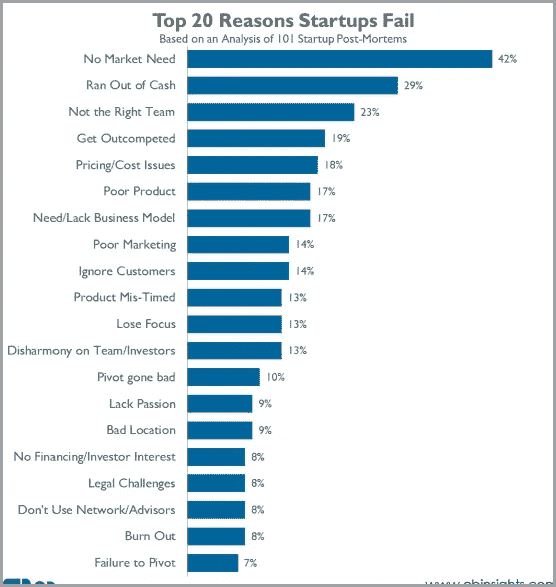 Top 20 Reasons Startups Fail
Based on an Analysis of 101 Startup Post-Mortems
No Market Need 42%
Ran Out of Cash 29%
Not the Right Team 23%
Get Outcompeted 19%
Pricing/Cost Issues 18%
Poor Product 17%
Need/Lack Business Model 17%
Poor Marketing 14%
Ignore Customers 14%
Product Mis-Timed 13%
Lose Focus 13%
Disharmony on Team/Investors 13%
Pivot gone bad 10%
Lack Passion 9%
Bad Location 9%
No Financing/Investor Interest 8%
Legal Challenges 8%
Don't Use Network/Advisors 8%
Burn Out 8%
Failure to Pivot 7%